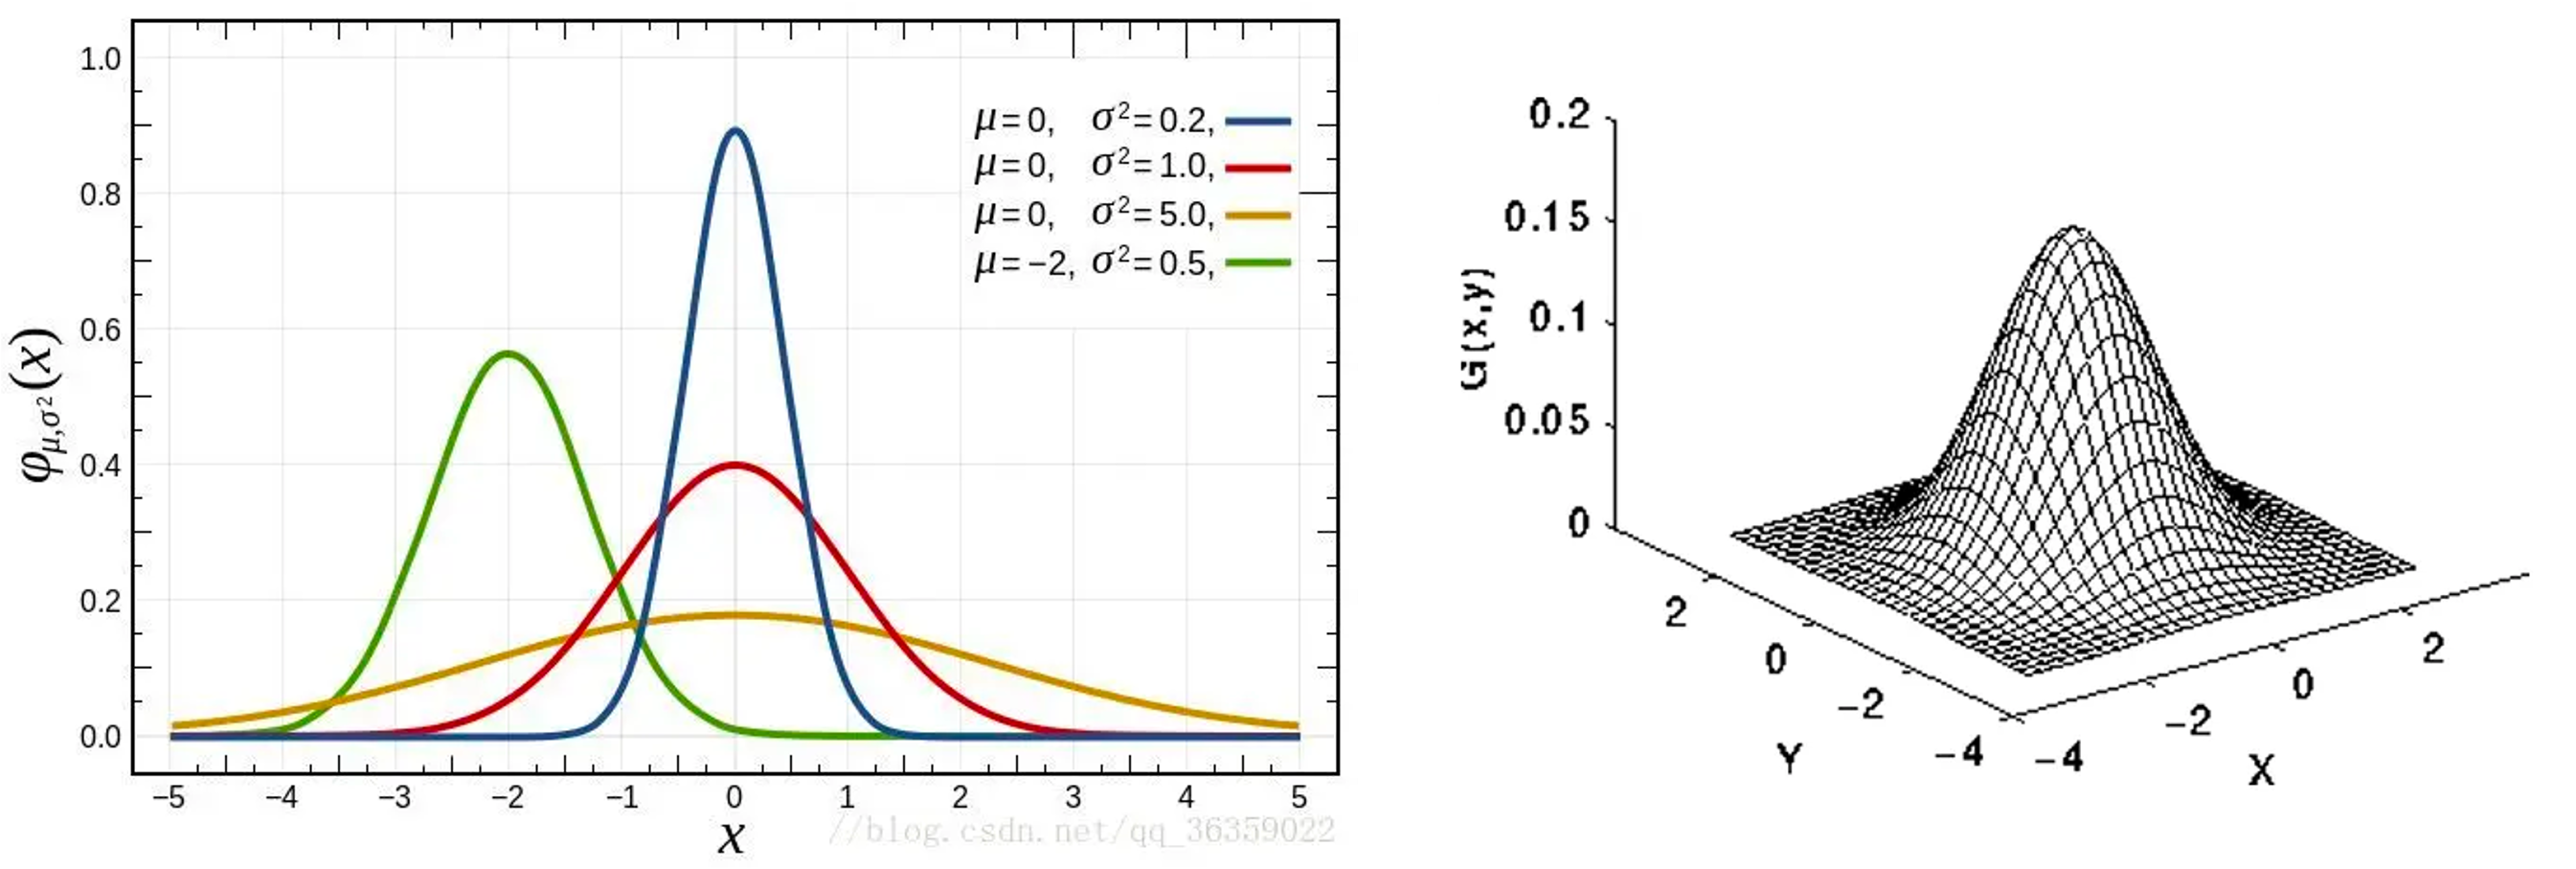 1.0
0.8
0.6
0.4
0.2
0.0
φμ,σ²(x)
μ=0, σ²=0.2,
μ=0, σ²=1.0,
μ=0, σ²=5.0,
μ=−2, σ²=0.5,
−5 −4 −3 −2 −1 0 1 2 3 4 5
x
//blog.csdn.net/qq_36359022
0.2
0.15
0.1
0.05
0
G(x,y)
2 0 −2 −4
Y
−4 −2 0 2
X